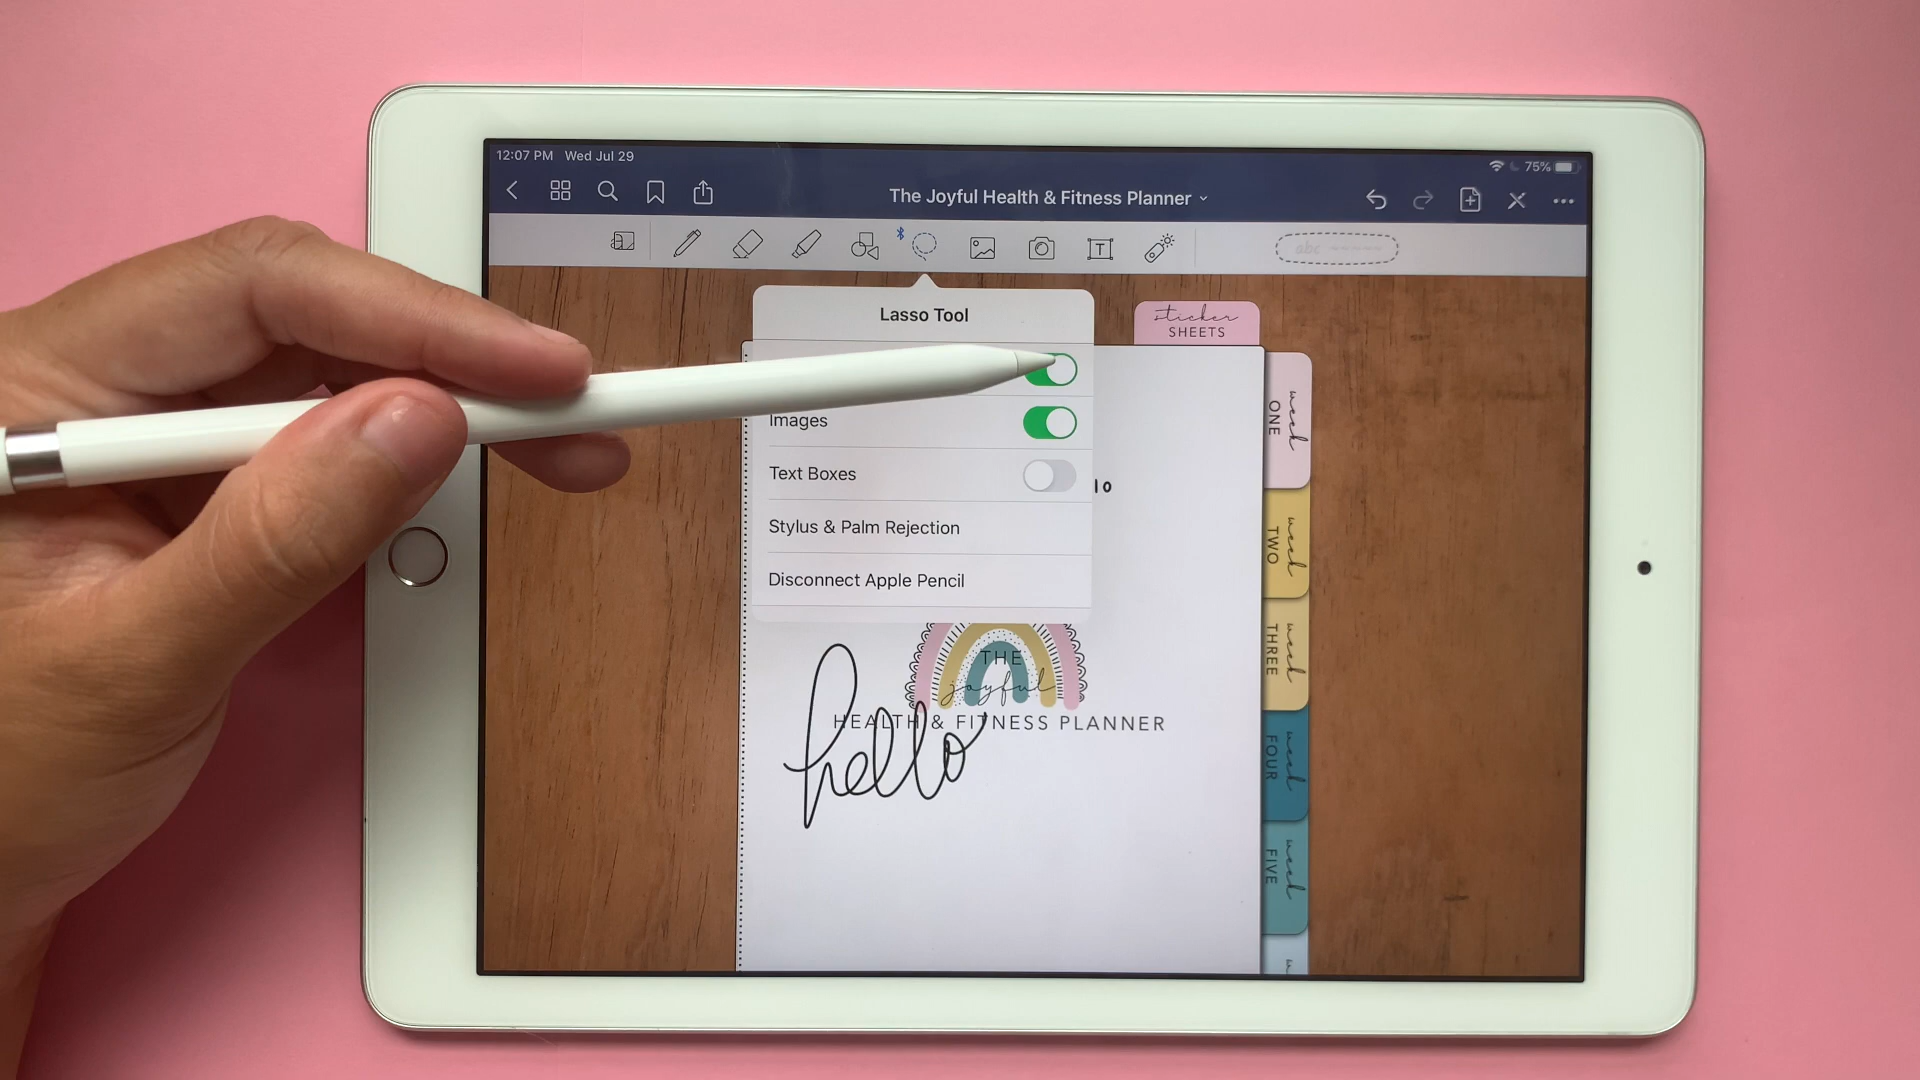 12:07 PM Wed Jul 29
75%
The Joyful Health & Fitness Planner
abc
Lasso Tool
Images
Text Boxes
Stylus & Palm Rejection
Disconnect Apple Pencil
sticker
SHEETS
week
ONE
week
TWO
week
THREE
week
FOUR
week
FIVE
lo
THE
joyful
HEALTH & FITNESS PLANNER
hello